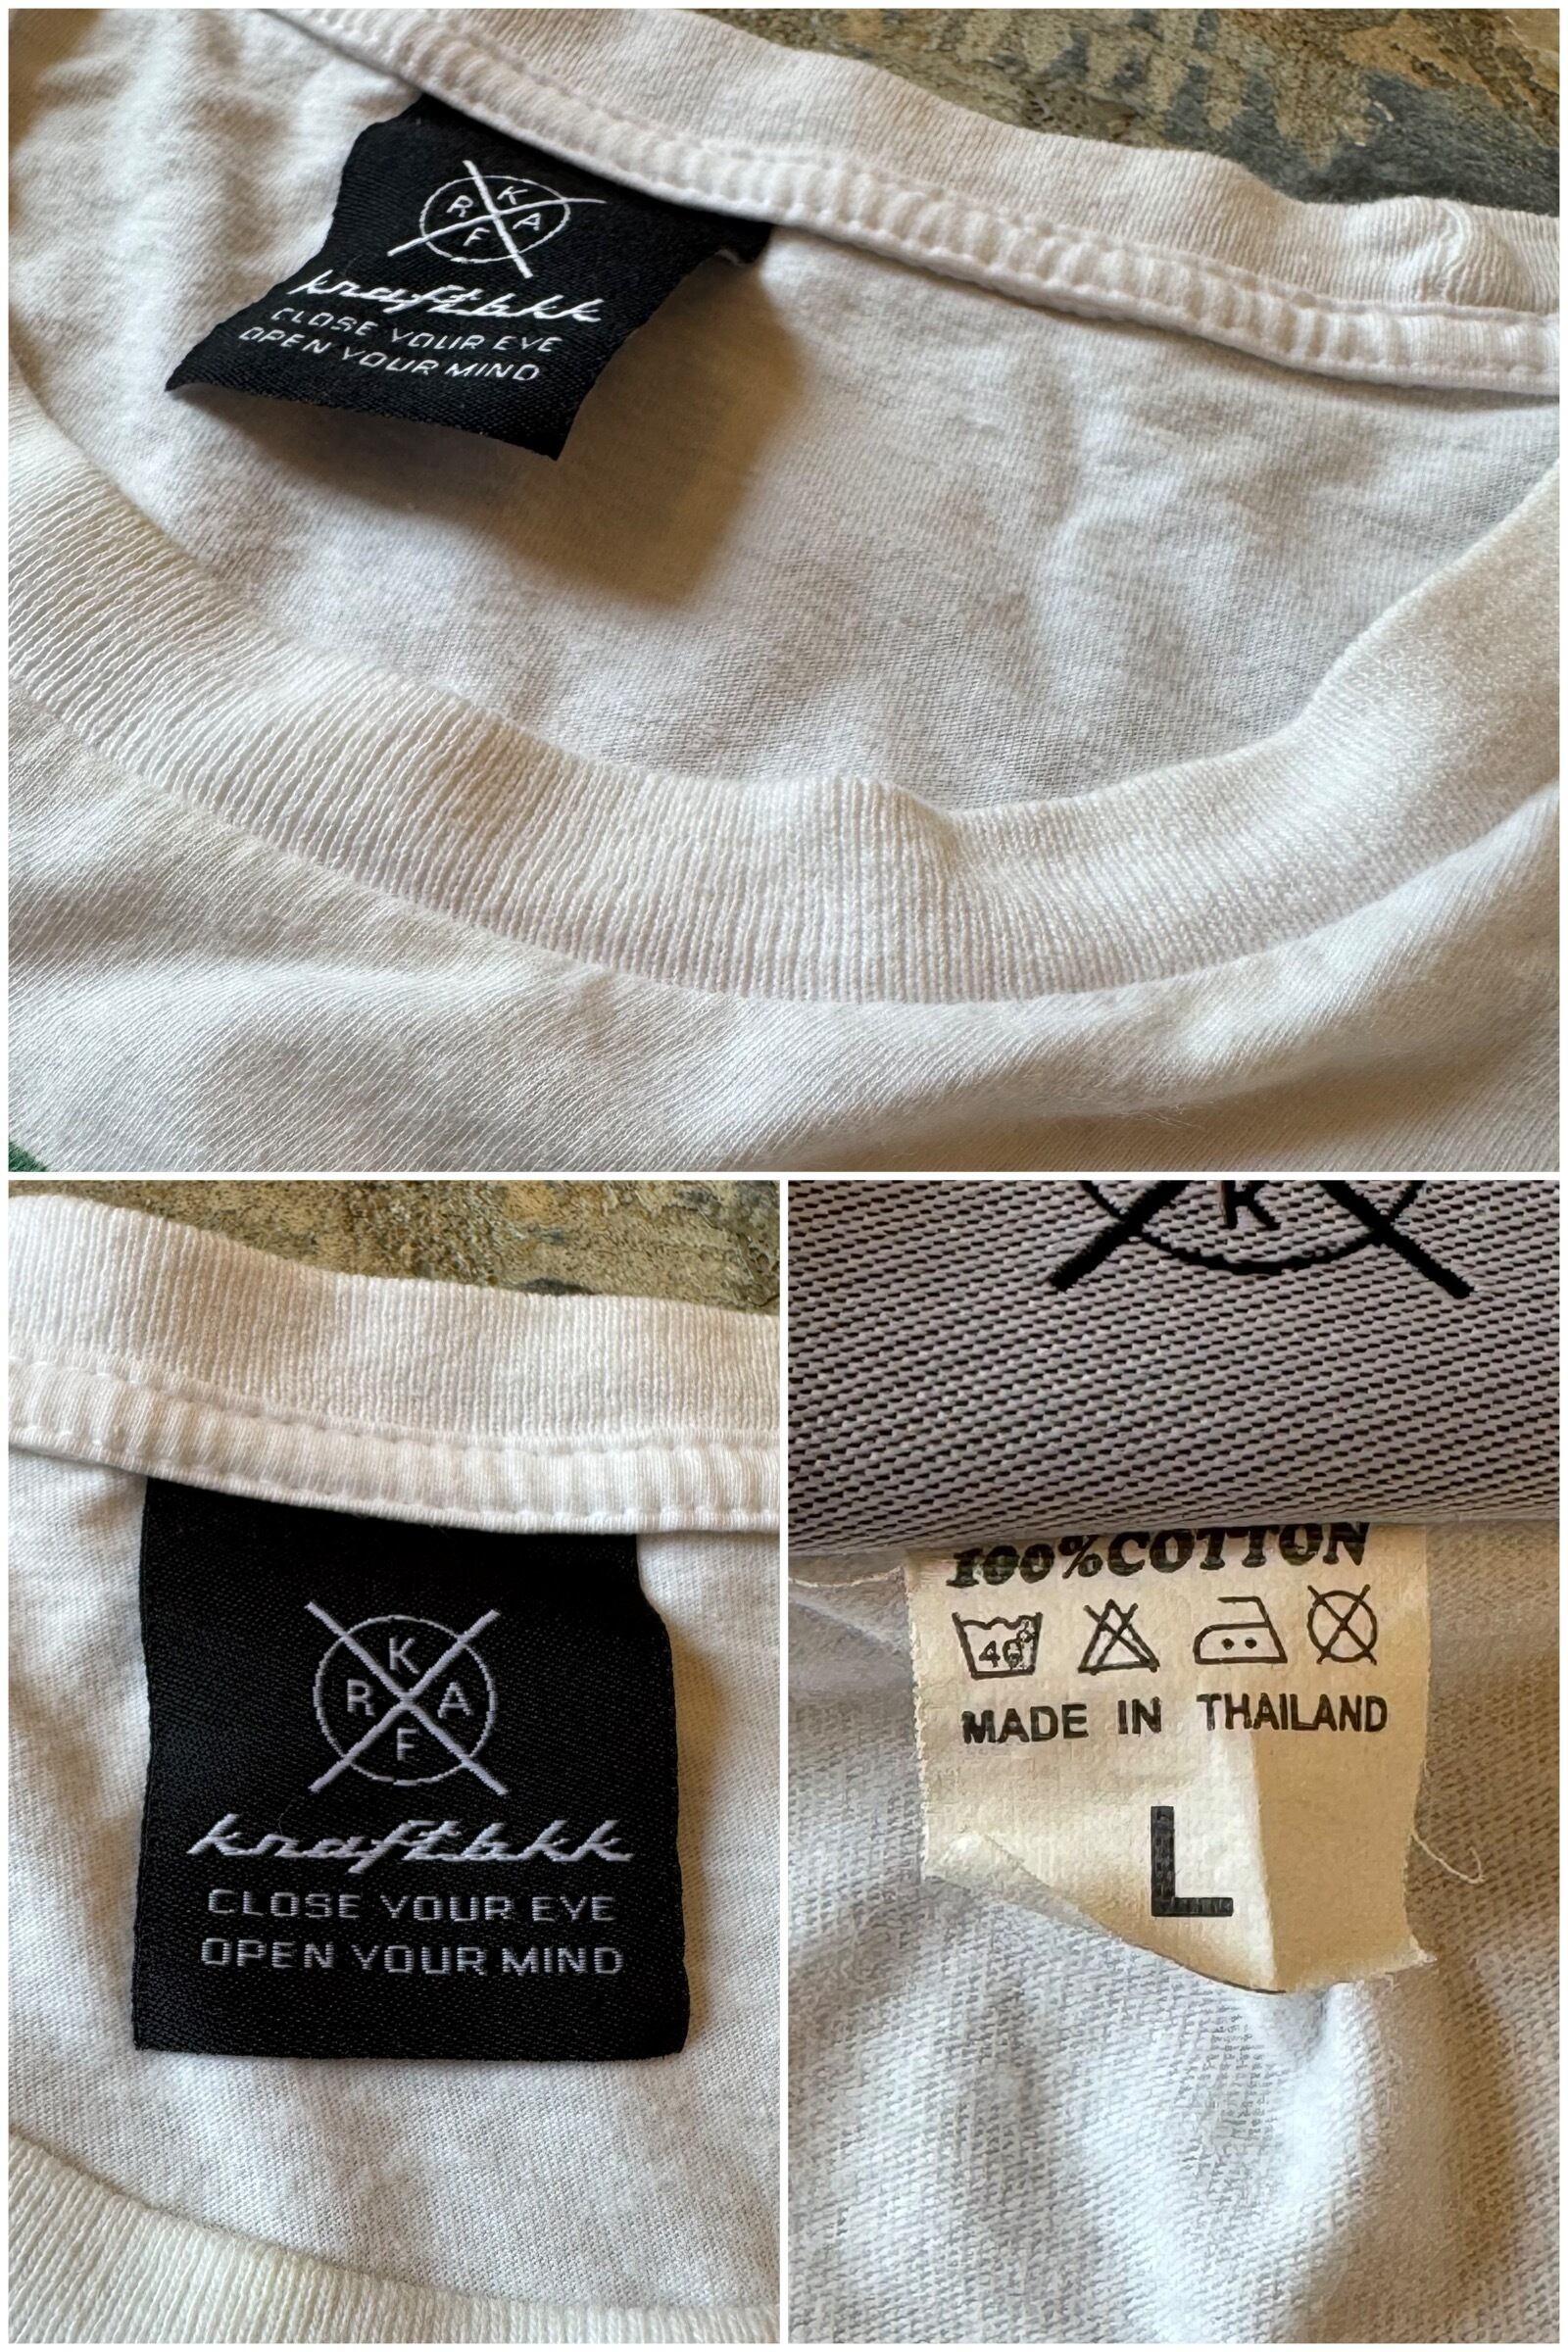 K
R A
F
kraftbkk
CLOSE YOUR EYE
OPEN YOUR MIND
K
R A
F
kraftbkk
CLOSE YOUR EYE
OPEN YOUR MIND
K
100%COTTON
40
MADE IN THAILAND
L